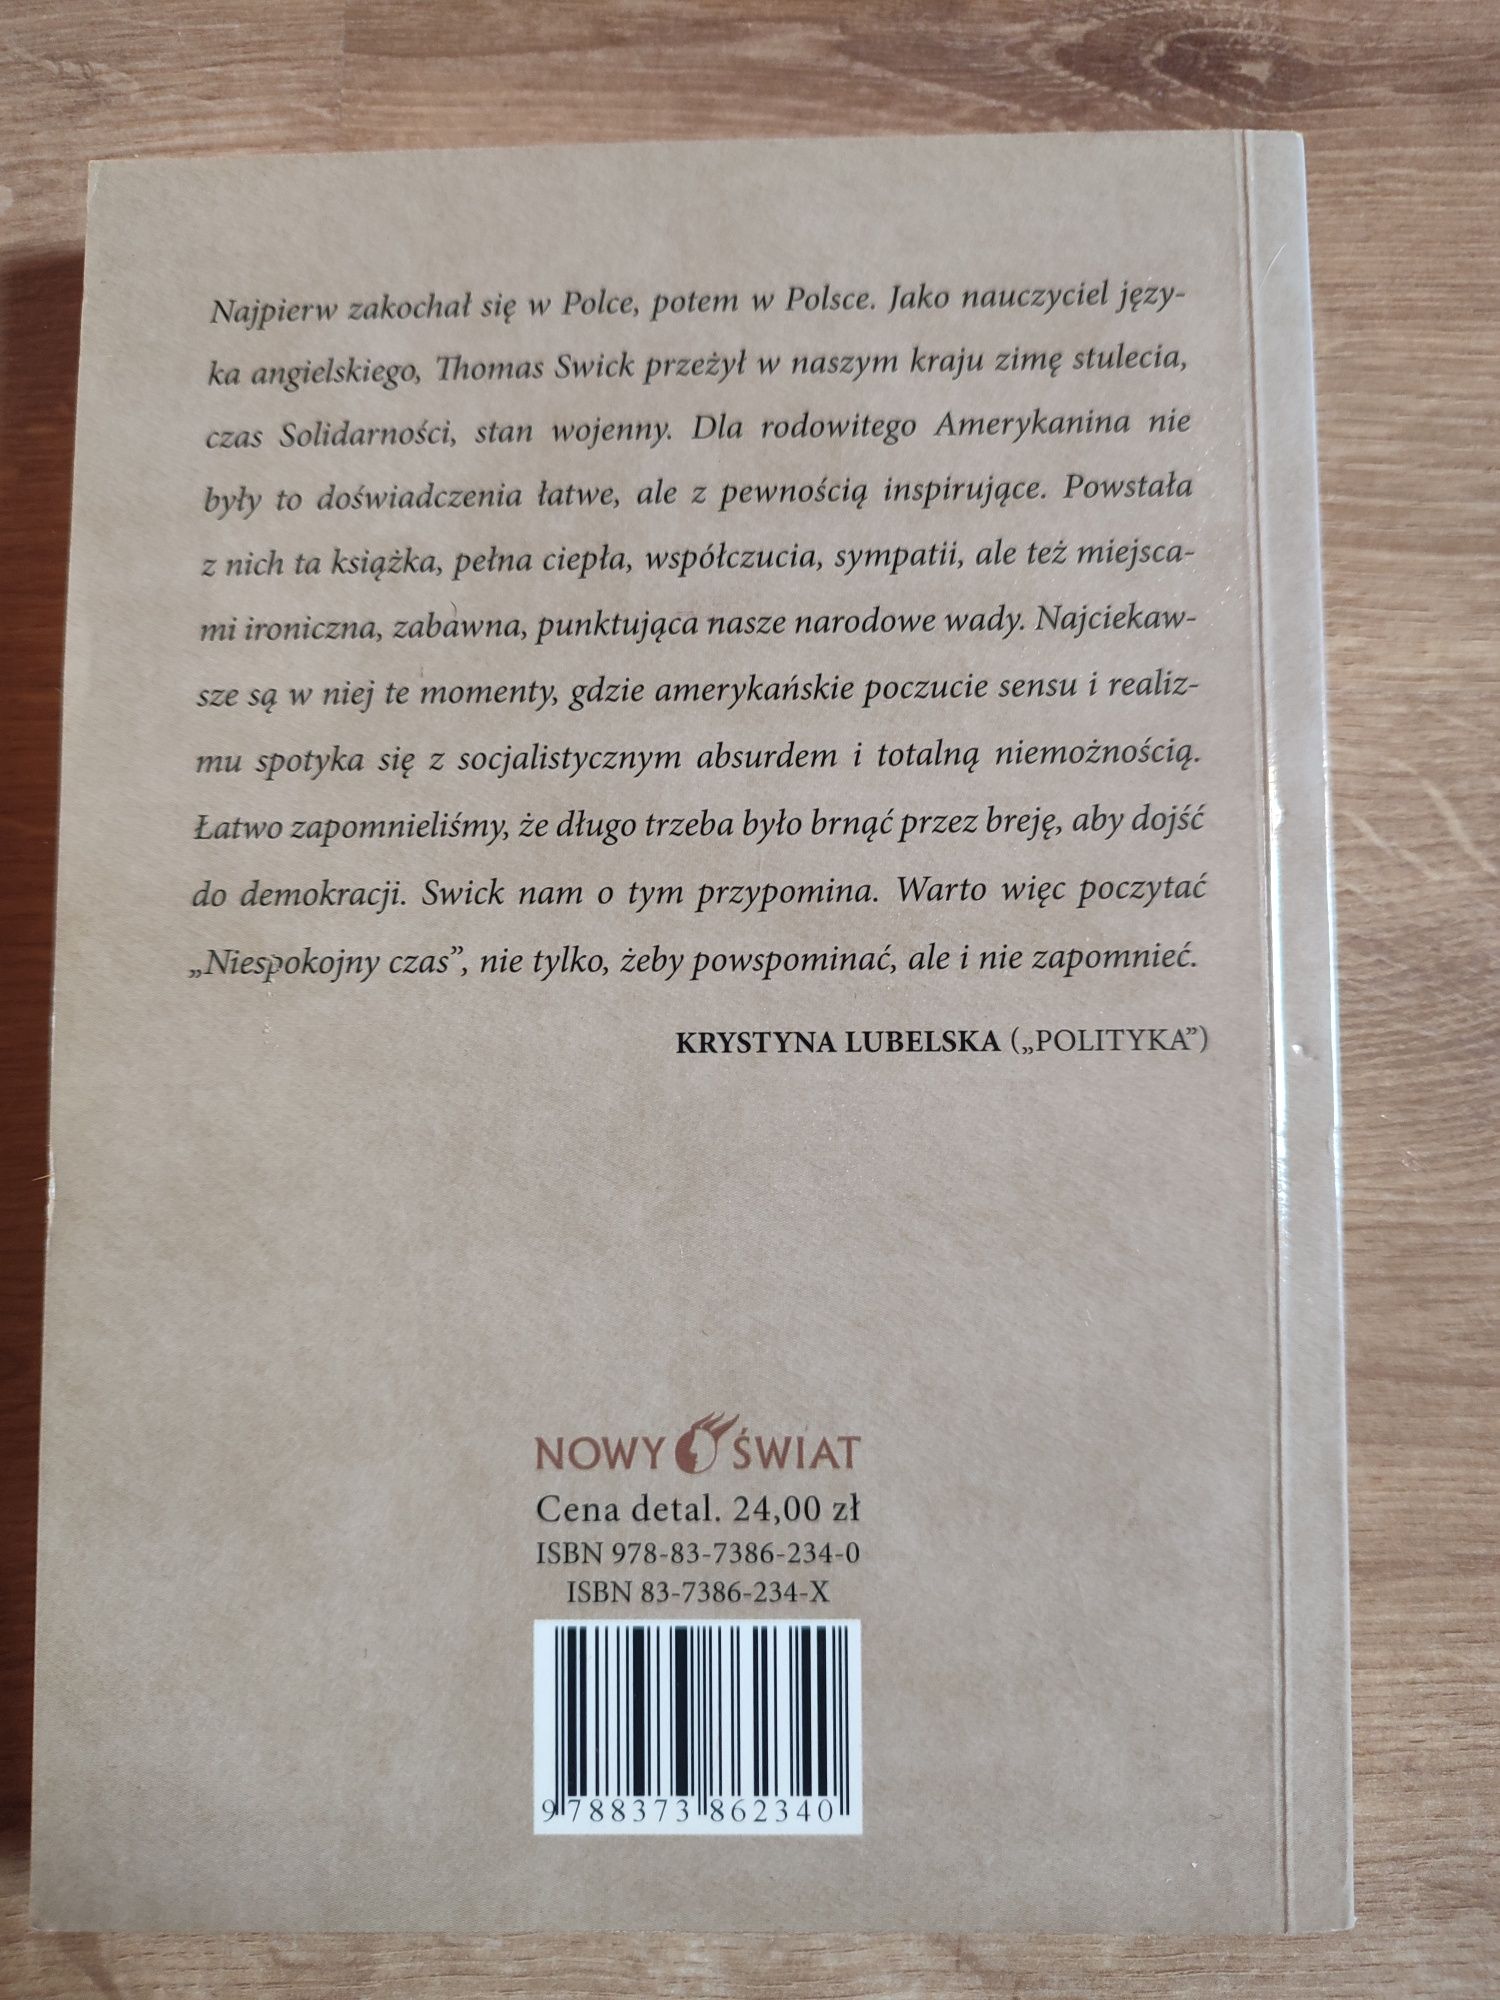 Najpierw zakochał się w Polce, potem w Polsce. Jako nauczyciel języ-
ka angielskiego, Thomas Swick przeżył w naszym kraju zimę stulecia,
czas Solidarności, stan wojenny. Dla rodowitego Amerykanina nie
były to doświadczenia łatwe, ale z pewnością inspirujące. Powstała
z nich ta książka, pełna ciepła, współczucia, sympatii, ale też miejsca-
mi ironiczna, zabawna, punktująca nasze narodowe wady. Najciekaw-
sze są w niej te momenty, gdzie amerykańskie poczucie sensu i realiz-
mu spotyka się z socjalistycznym absurdem i totalną niemożnością.
Łatwo zapomnieliśmy, że długo trzeba było brnąć przez breję, aby dojść
do demokracji. Swick nam o tym przypomina. Warto więc poczytać
„Niespokojny czas”, nie tylko, żeby powspominać, ale i nie zapomnieć.
KRYSTYNA LUBELSKA („POLITYKA”)
NOWY ŚWIAT
Cena detal. 24,00 zł
ISBN 978-83-7386-234-0
ISBN 83-7386-234-X
9 788373 862340